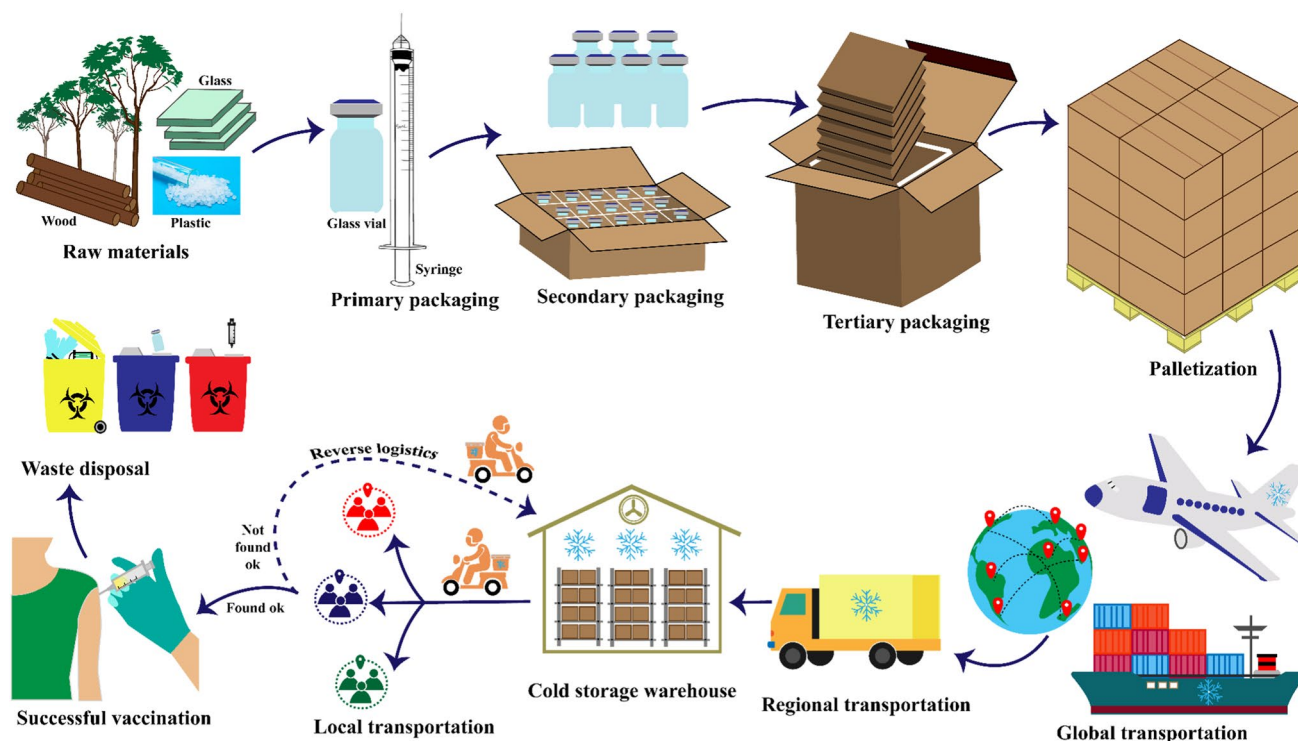 Glass
Wood
Plastic
Raw materials
Glass vial
Syringe
Primary packaging
Secondary packaging
Tertiary packaging
Palletization
Waste disposal
Reverse logistics
Not
found
ok
Found ok
Successful vaccination
Local transportation
Cold storage warehouse
Regional transportation
Global transportation